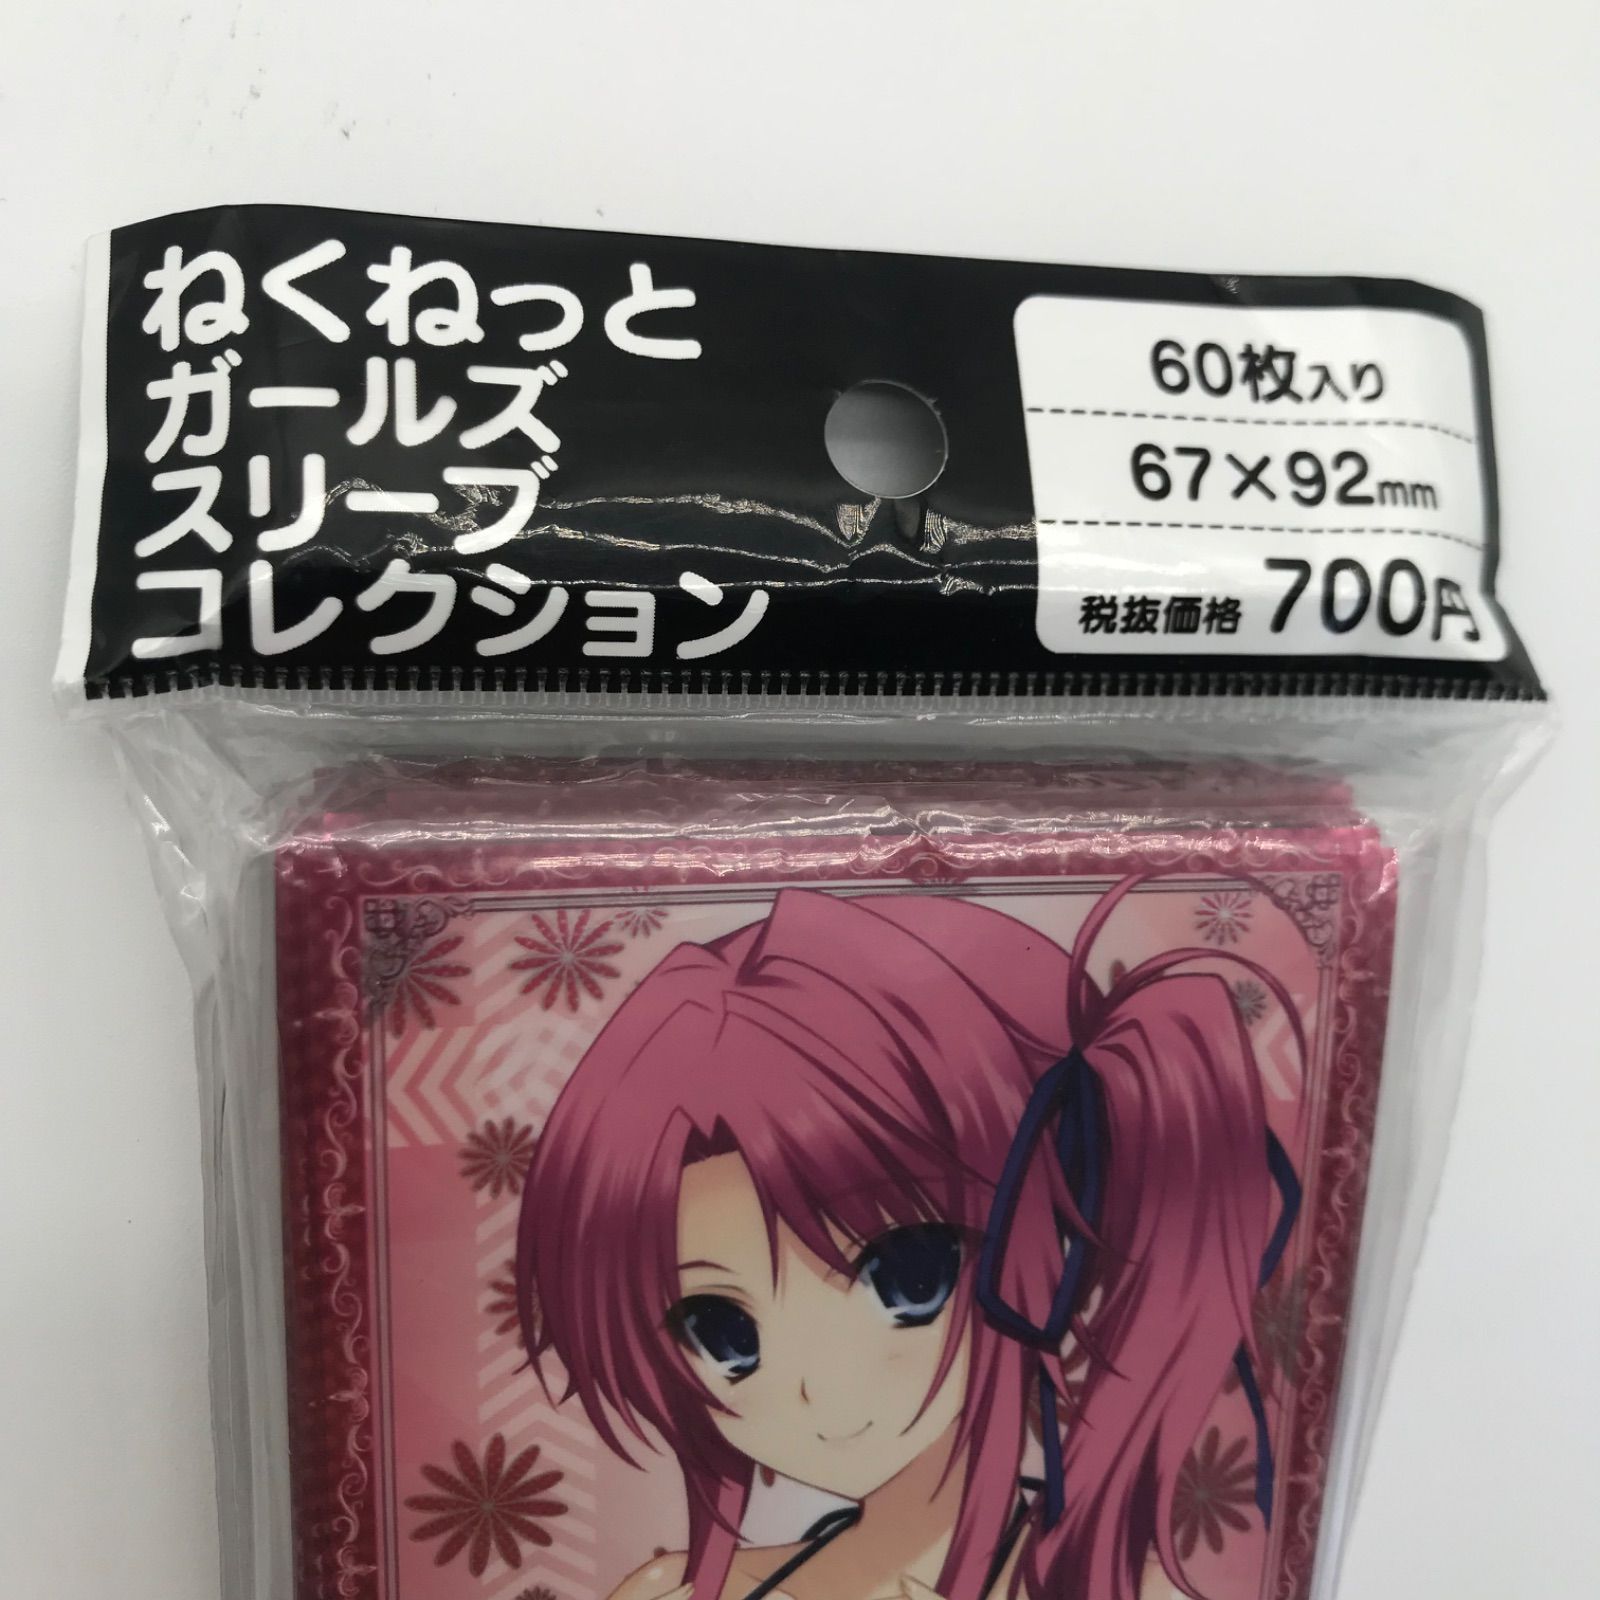 ねくねっと
ガールズ
スリーブ
コレクション
60枚入り
67×92mm
税抜価格 700円